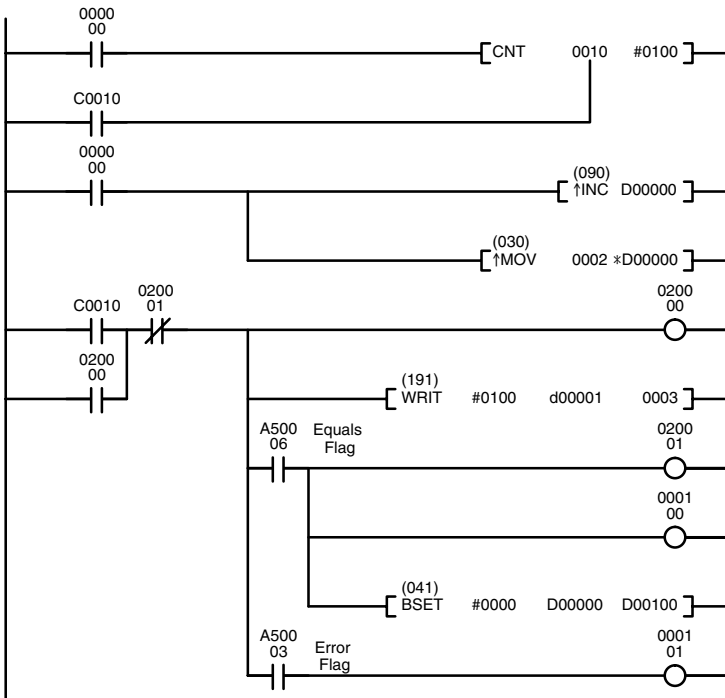 0000
00
CNT 0010 #0100
C0010
0000
00
(090)
↑INC D00000
(030)
↑MOV 0002 *D00000
C0010
0200
01
0200
00
0200
00
(191)
WRIT #0100 d00001 0003
A500
06
Equals
Flag
0200
01
0001
00
(041)
BSET #0000 D00000 D00100
A500
03
Error
Flag
0001
01